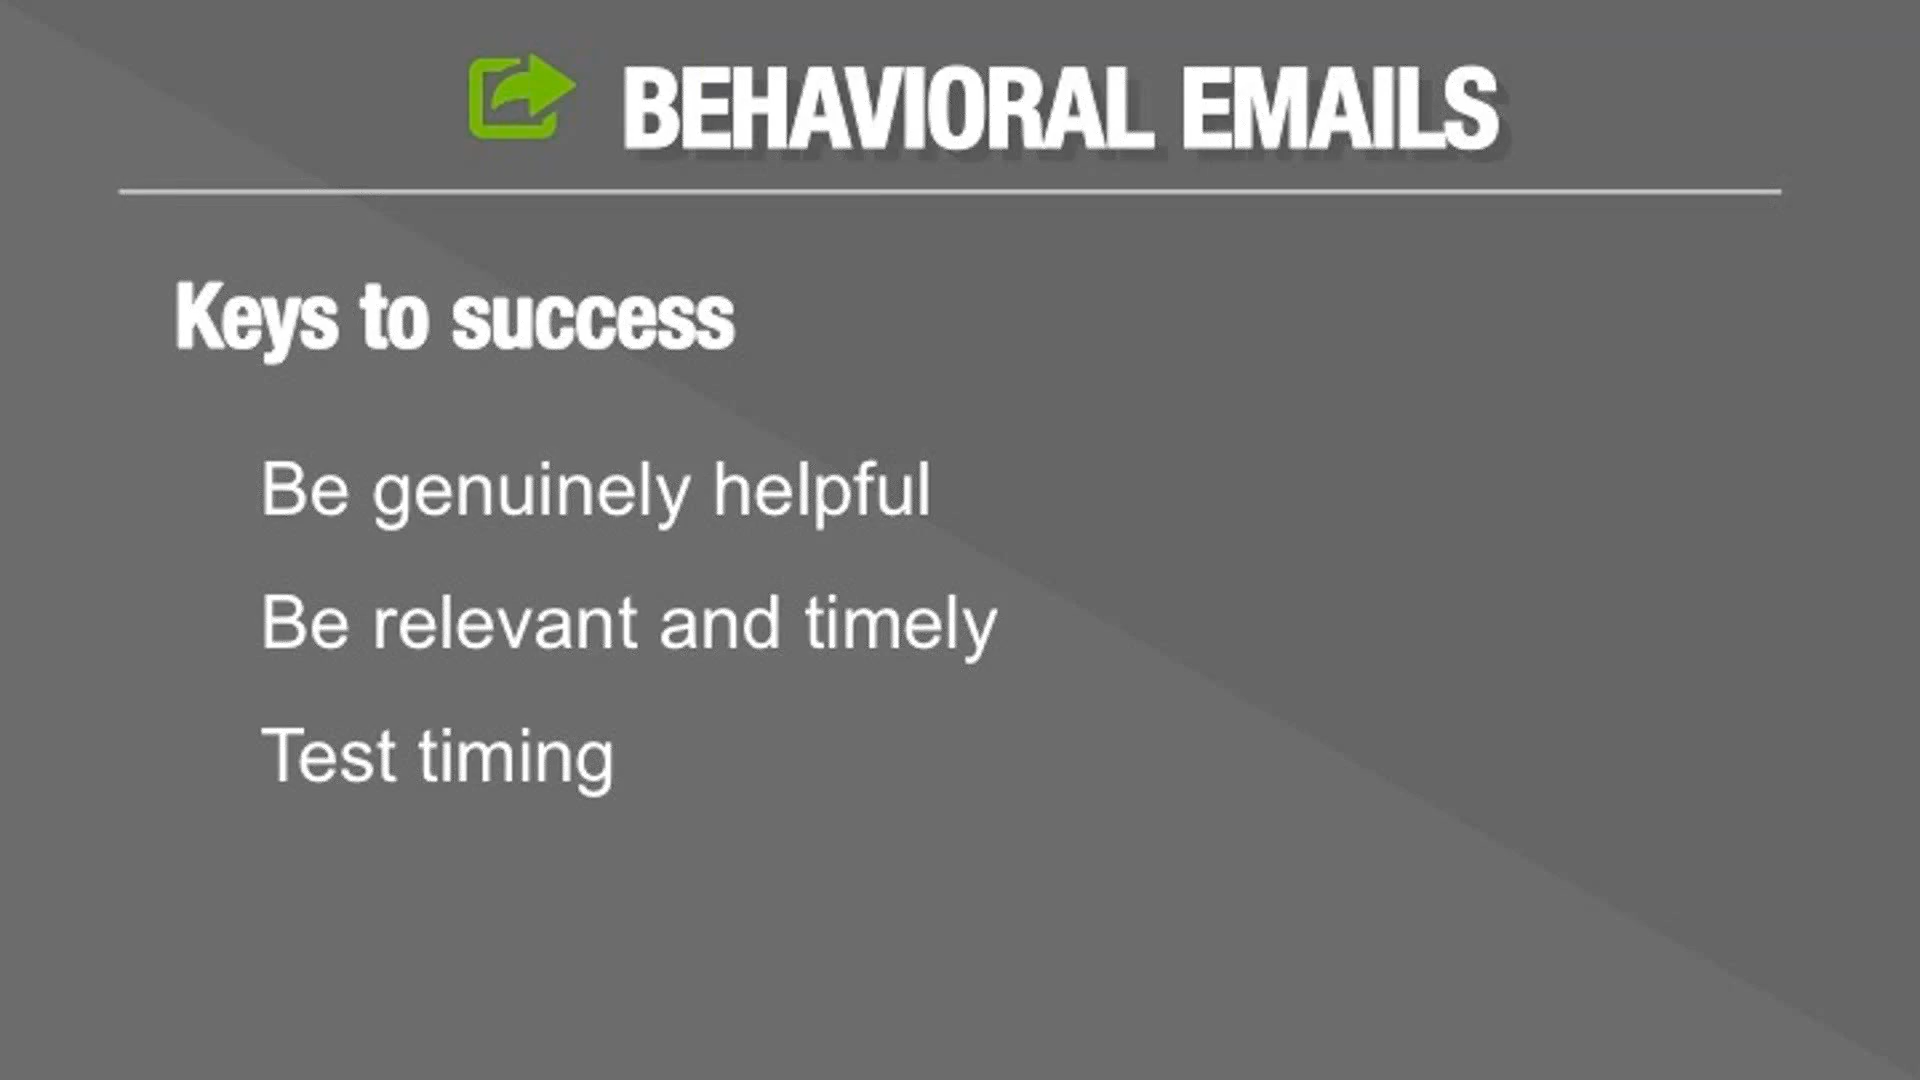 BEHAVIORAL EMAILS
Keys to success
Be genuinely helpful
Be relevant and timely
Test timing